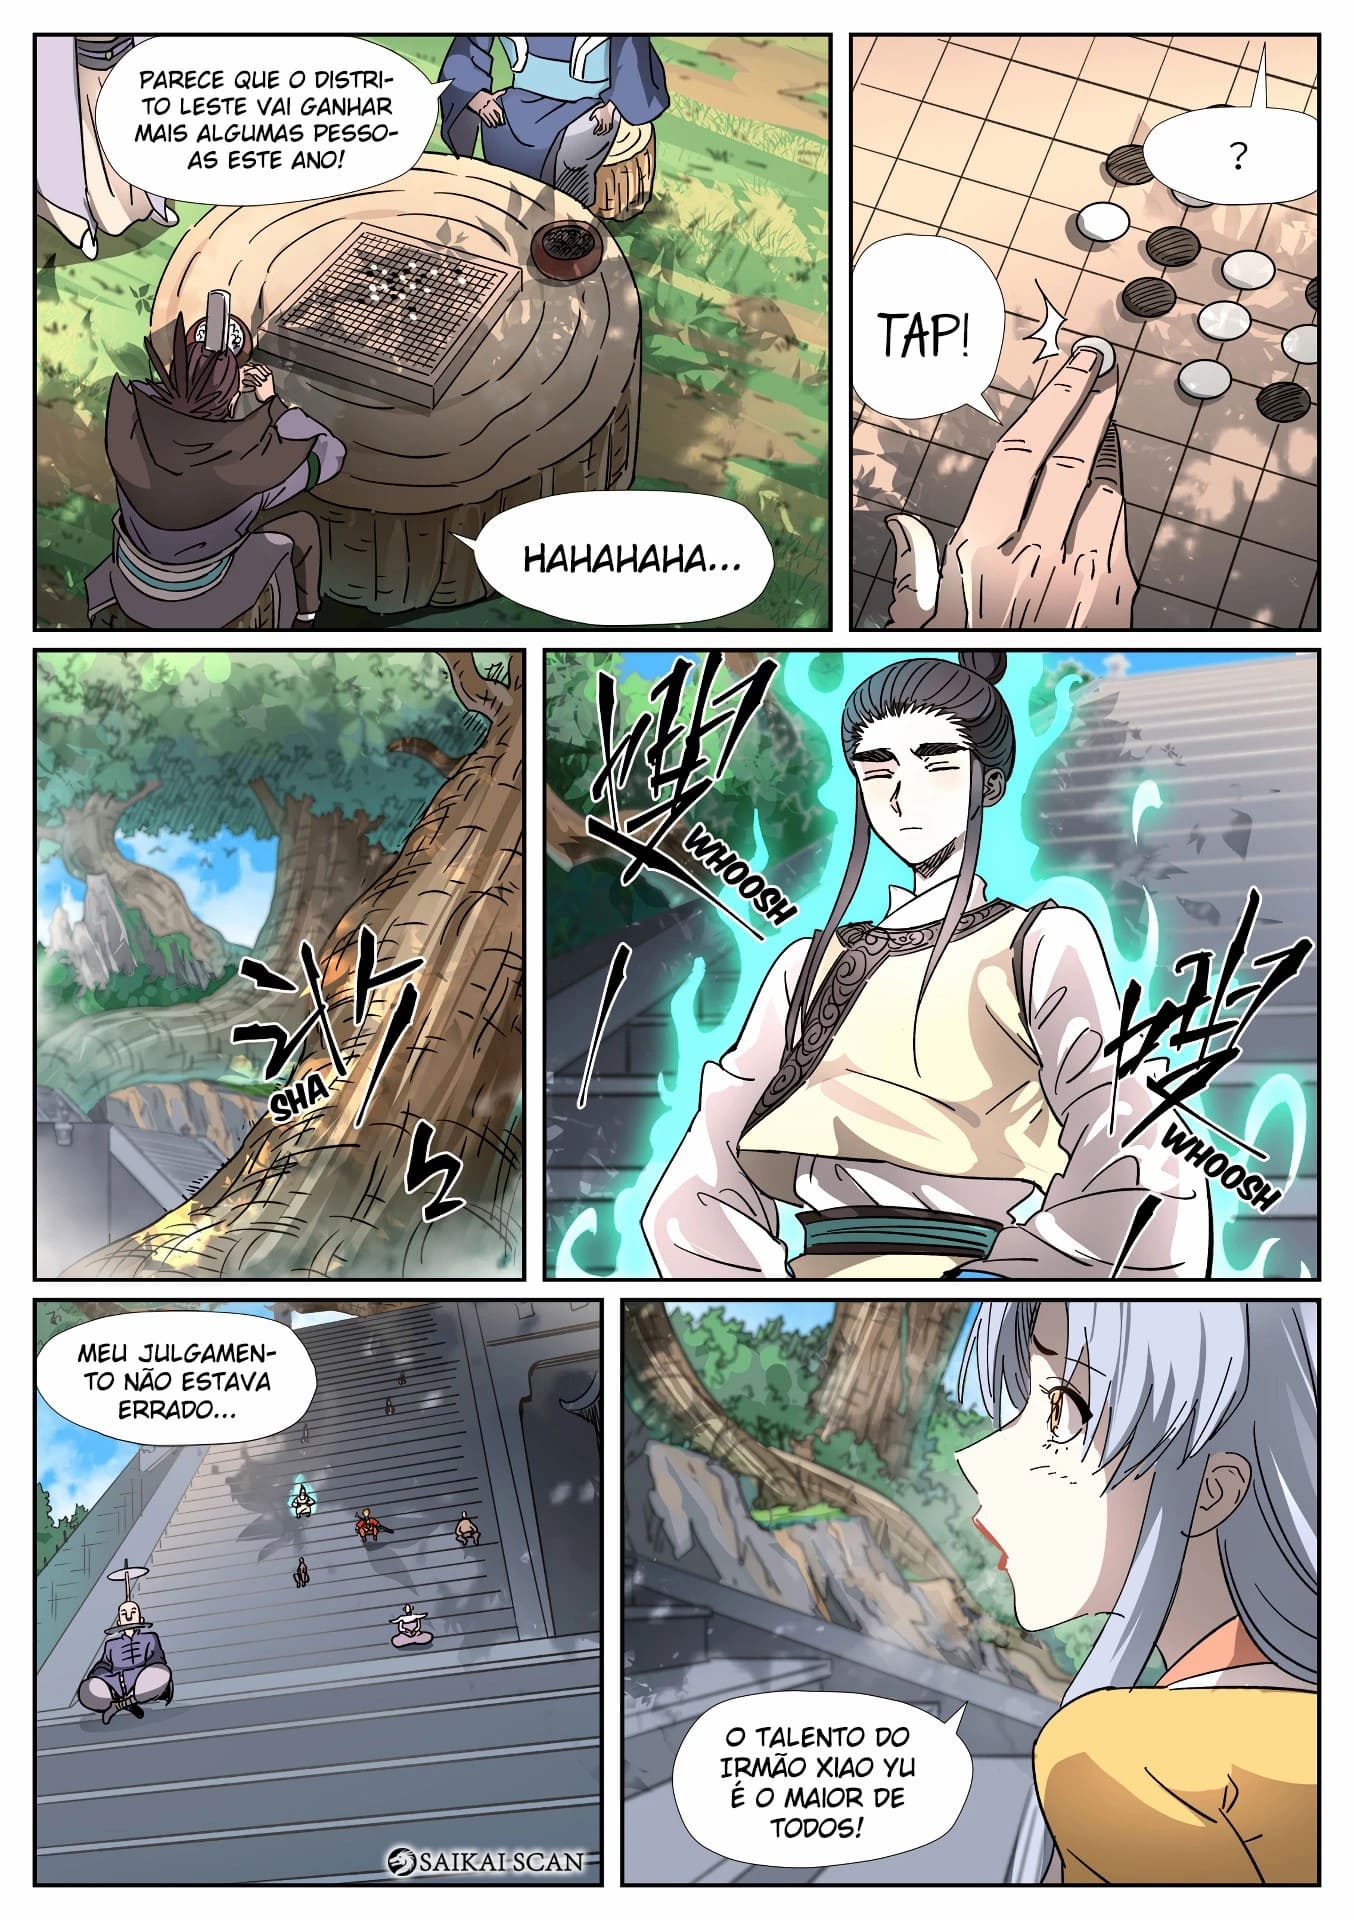 PARECE QUE O DISTRI-
TO LESTE VAI GANHAR
MAIS ALGUMAS PESSO-
AS ESTE ANO!
HAHAHAHA...
?
TAP!
SHA
WHOOSH
WHOOSH
MEU JULGAMEN-
TO NÃO ESTAVA
ERRADO...
O TALENTO DO
IRMÃO XIAO YU
É O MAIOR DE
TODOS!
SAIKAI SCAN